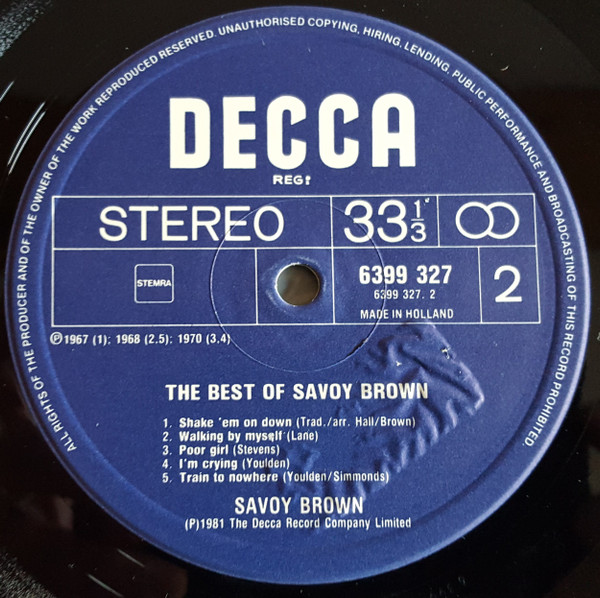 ALL RIGHTS OF THE PRODUCER AND OF THE OWNER OF THE WORK REPRODUCED RESERVED. UNAUTHORISED COPYING, HIRING, LENDING, PUBLIC PERFORMANCE AND BROADCASTING OF THIS RECORD PROHIBITED.
DECCA
REGD
STEREO 33 1/3
STEMRA 6399 327 2
6399 327. 2
MADE IN HOLLAND
℗1967 (1); 1968 (2.5); 1970 (3.4)
THE BEST OF SAVOY BROWN
1. Shake 'em on down (Trad./arr. Hall/Brown)
2. Walking by myself (Lane)
3. Poor girl (Stevens)
4. I'm crying (Youlden)
5. Train to nowhere (Youlden/Simmonds)
SAVOY BROWN
(P)1981 The Decca Record Company Limited